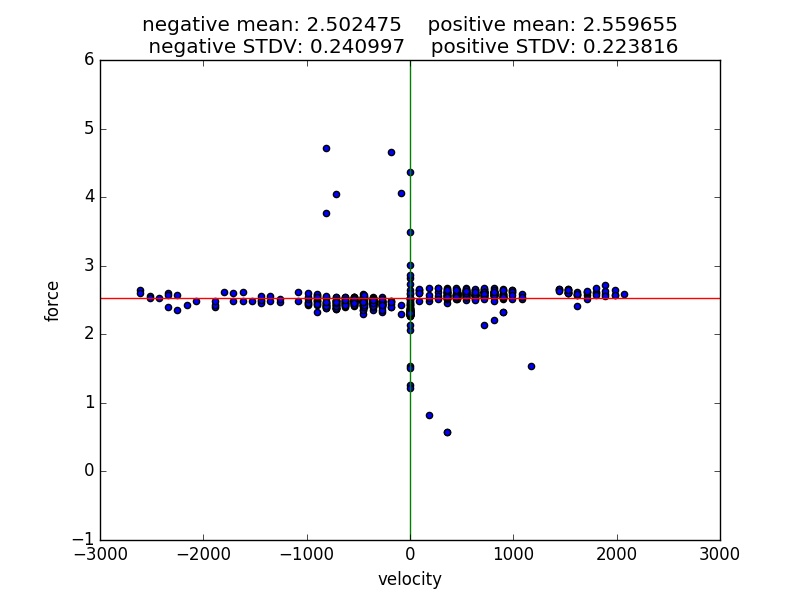 negative mean: 2.502475 positive mean: 2.559655
negative STDV: 0.240997 positive STDV: 0.223816
6
5
4
3
2
1
0
−1
force
−3000 −2000 −1000 0 1000 2000 3000
velocity